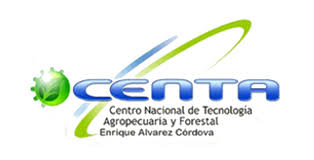 CENTA
Centro Nacional de Tecnología
Agropecuaria y Forestal
Enrique Alvarez Córdova